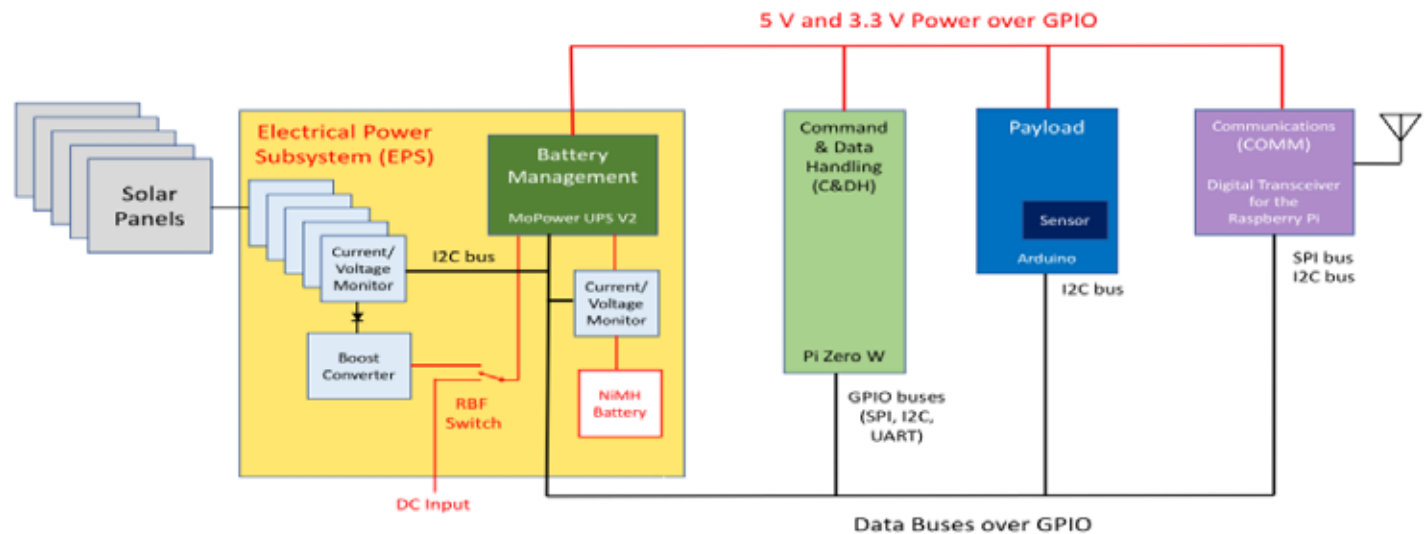 5 V and 3.3 V Power over GPIO
Solar
Panels
Electrical Power
Subsystem (EPS)
Battery
Management
MoPower UPS V2
Current/
Voltage
Monitor
I2C bus
Current/
Voltage
Monitor
Boost
Converter
RBF
Switch
NiMH
Battery
DC Input
Command
& Data
Handling
(C&DH)
Pi Zero W
GPIO buses
(SPI, I2C,
UART)
Payload
Sensor
Arduino
I2C bus
Communications
(COMM)
Digital Transceiver
for the
Raspberry Pi
SPI bus
I2C bus
Data Buses over GPIO